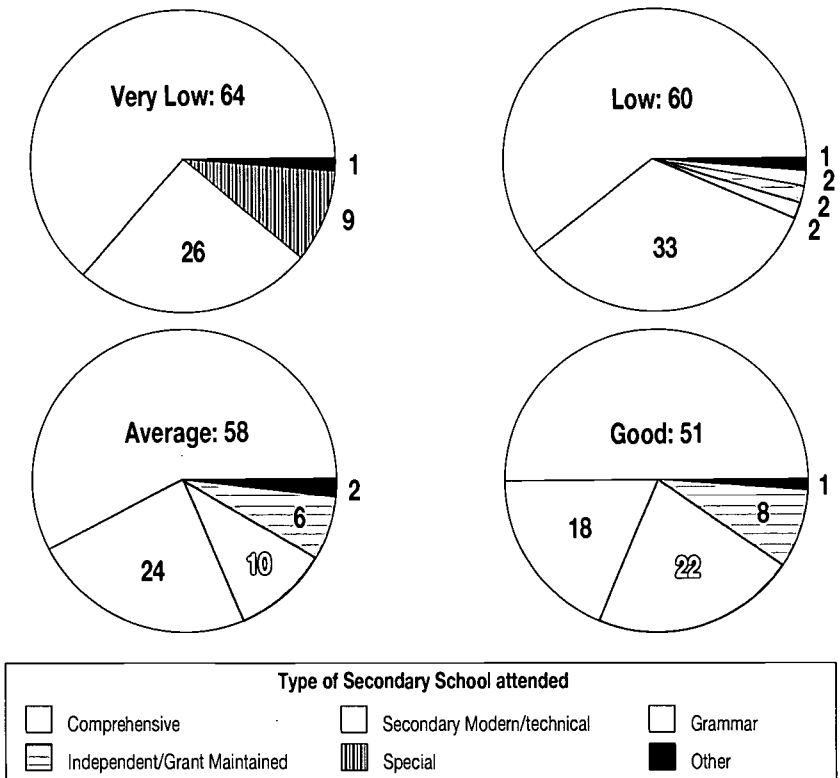 Very Low: 64
1
9
26
Low: 60
1
2
2
2
33
Average: 58
2
6
10
24
Good: 51
1
8
22
18
Type of Secondary School attended
Comprehensive
Secondary Modern/technical
Grammar
Independent/Grant Maintained
Special
Other